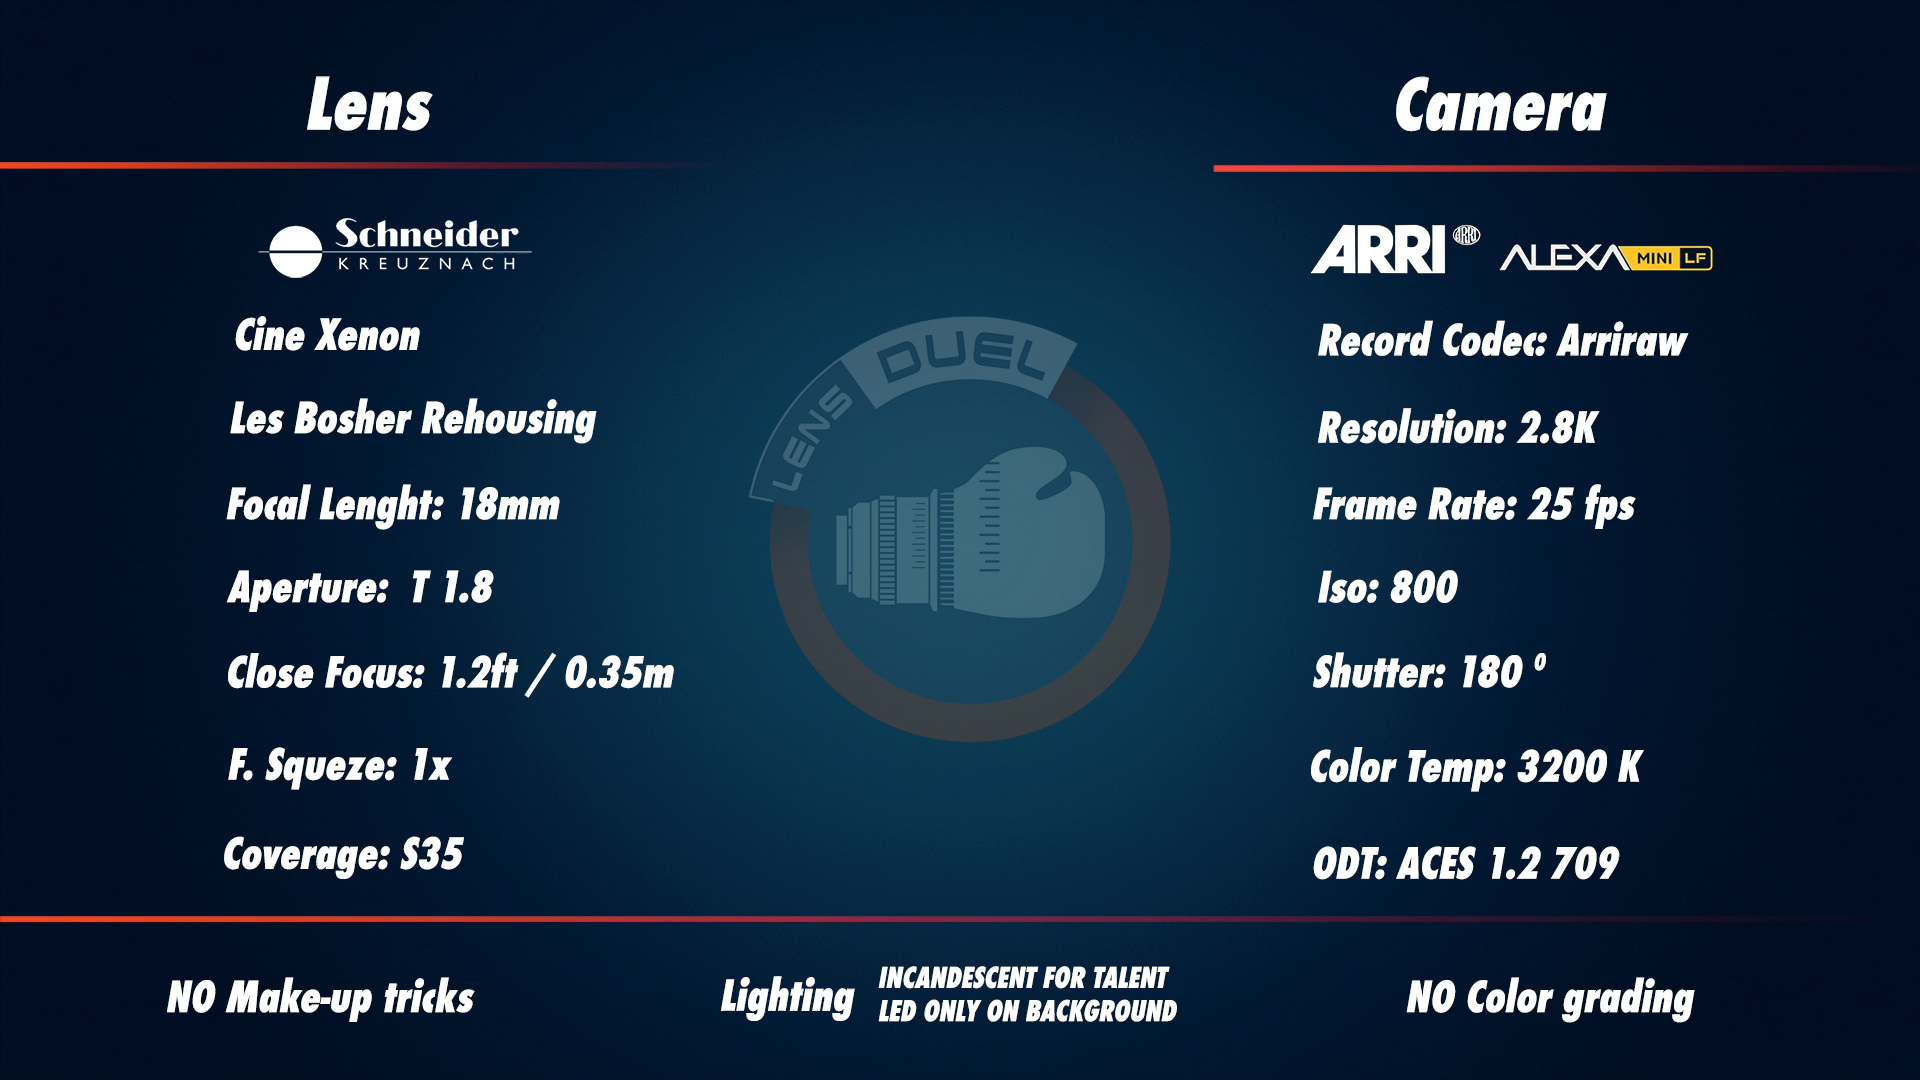 Lens
Schneider
KREUZNACH
Cine Xenon
Les Bosher Rehousing
Focal Lenght: 18mm
Aperture: T 1.8
Close Focus: 1.2ft / 0.35m
F. Squeze: 1x
Coverage: S35
LENS DUEL
Camera
ARRI ARRI ALEXA MINI LF
Record Codec: Arriraw
Resolution: 2.8K
Frame Rate: 25 fps
Iso: 800
Shutter: 180 ⁰
Color Temp: 3200 K
ODT: ACES 1.2 709
NO Make-up tricks
Lighting
INCANDESCENT FOR TALENT
LED ONLY ON BACKGROUND
NO Color grading